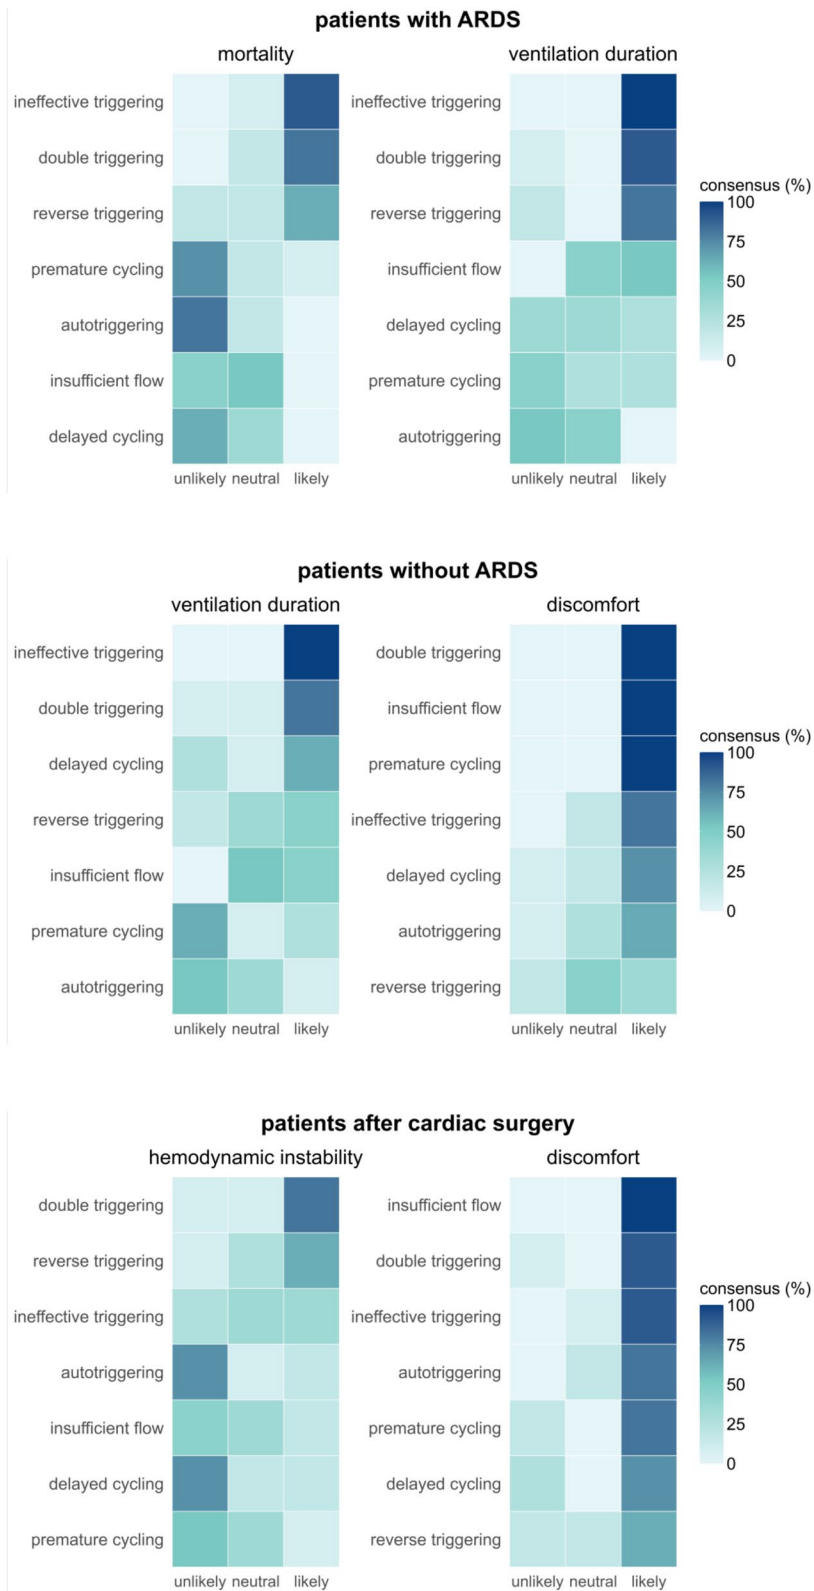 patients with ARDS
mortality
ineffective triggering
double triggering
reverse triggering
premature cycling
autotriggering
insufficient flow
delayed cycling
unlikely neutral likely
ventilation duration
ineffective triggering
double triggering
reverse triggering
insufficient flow
delayed cycling
premature cycling
autotriggering
unlikely neutral likely
consensus (%)
100
75
50
25
0
patients without ARDS
ventilation duration
ineffective triggering
double triggering
delayed cycling
reverse triggering
insufficient flow
premature cycling
autotriggering
unlikely neutral likely
discomfort
double triggering
insufficient flow
premature cycling
ineffective triggering
delayed cycling
autotriggering
reverse triggering
unlikely neutral likely
consensus (%)
100
75
50
25
0
patients after cardiac surgery
hemodynamic instability
double triggering
reverse triggering
ineffective triggering
autotriggering
insufficient flow
delayed cycling
premature cycling
unlikely neutral likely
discomfort
insufficient flow
double triggering
ineffective triggering
autotriggering
premature cycling
delayed cycling
reverse triggering
unlikely neutral likely
consensus (%)
100
75
50
25
0